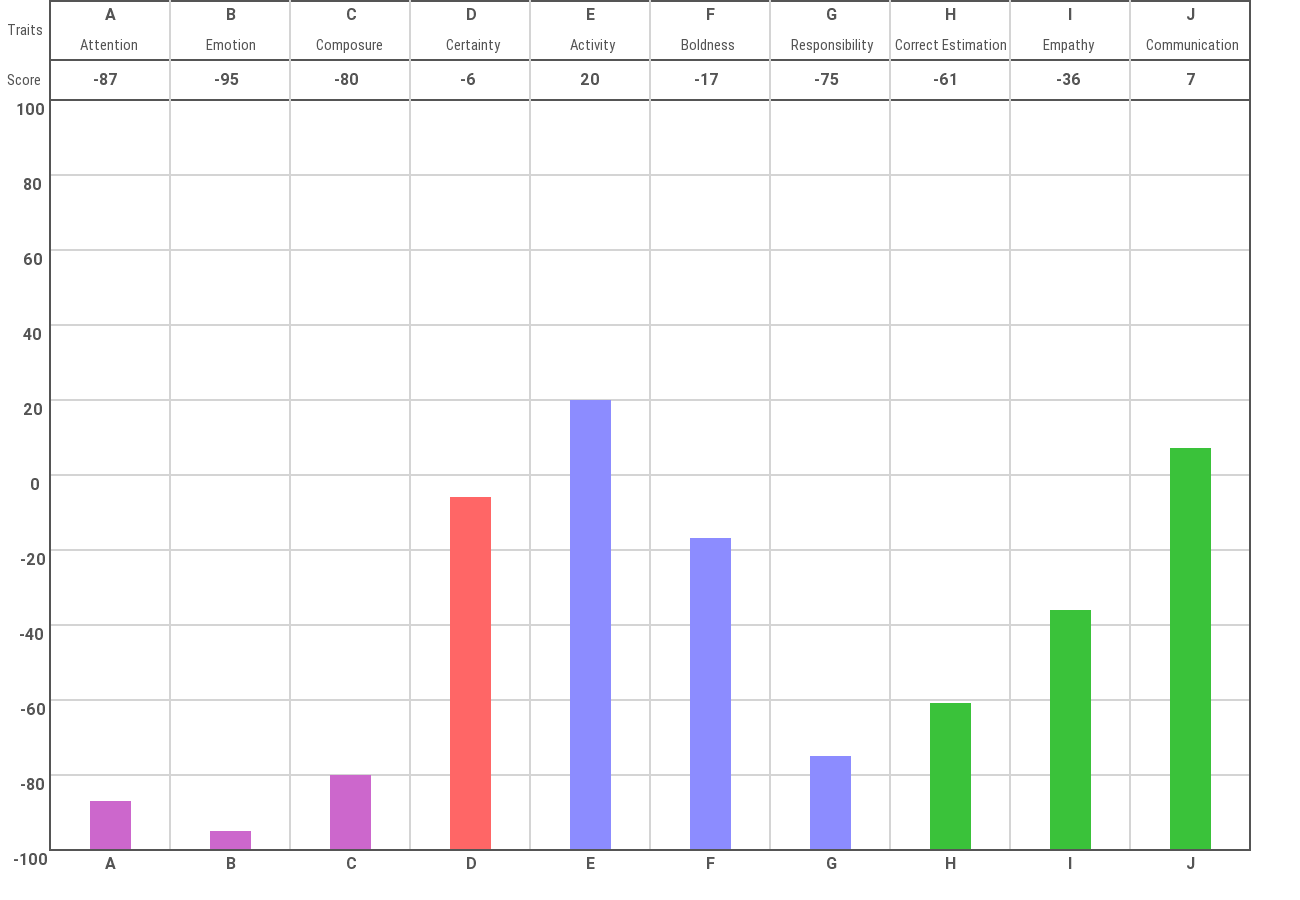 A B C D E F G H I J
Traits
Attention Emotion Composure Certainty Activity Boldness Responsibility Correct Estimation Empathy Communication
Score -87 -95 -80 -6 20 -17 -75 -61 -36 7
100
80
60
40
20
0
-20
-40
-60
-80
-100
A B C D E F G H I J